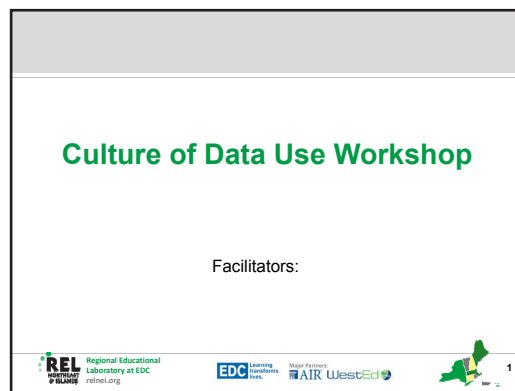 Culture of Data Use Workshop
Facilitators:
REL
NORTHEAST
& ISLANDS
Regional Educational
Laboratory at EDC
relnei.org
EDC
Learning
transforms
lives.
Major Partners:
AIR WestEd
1